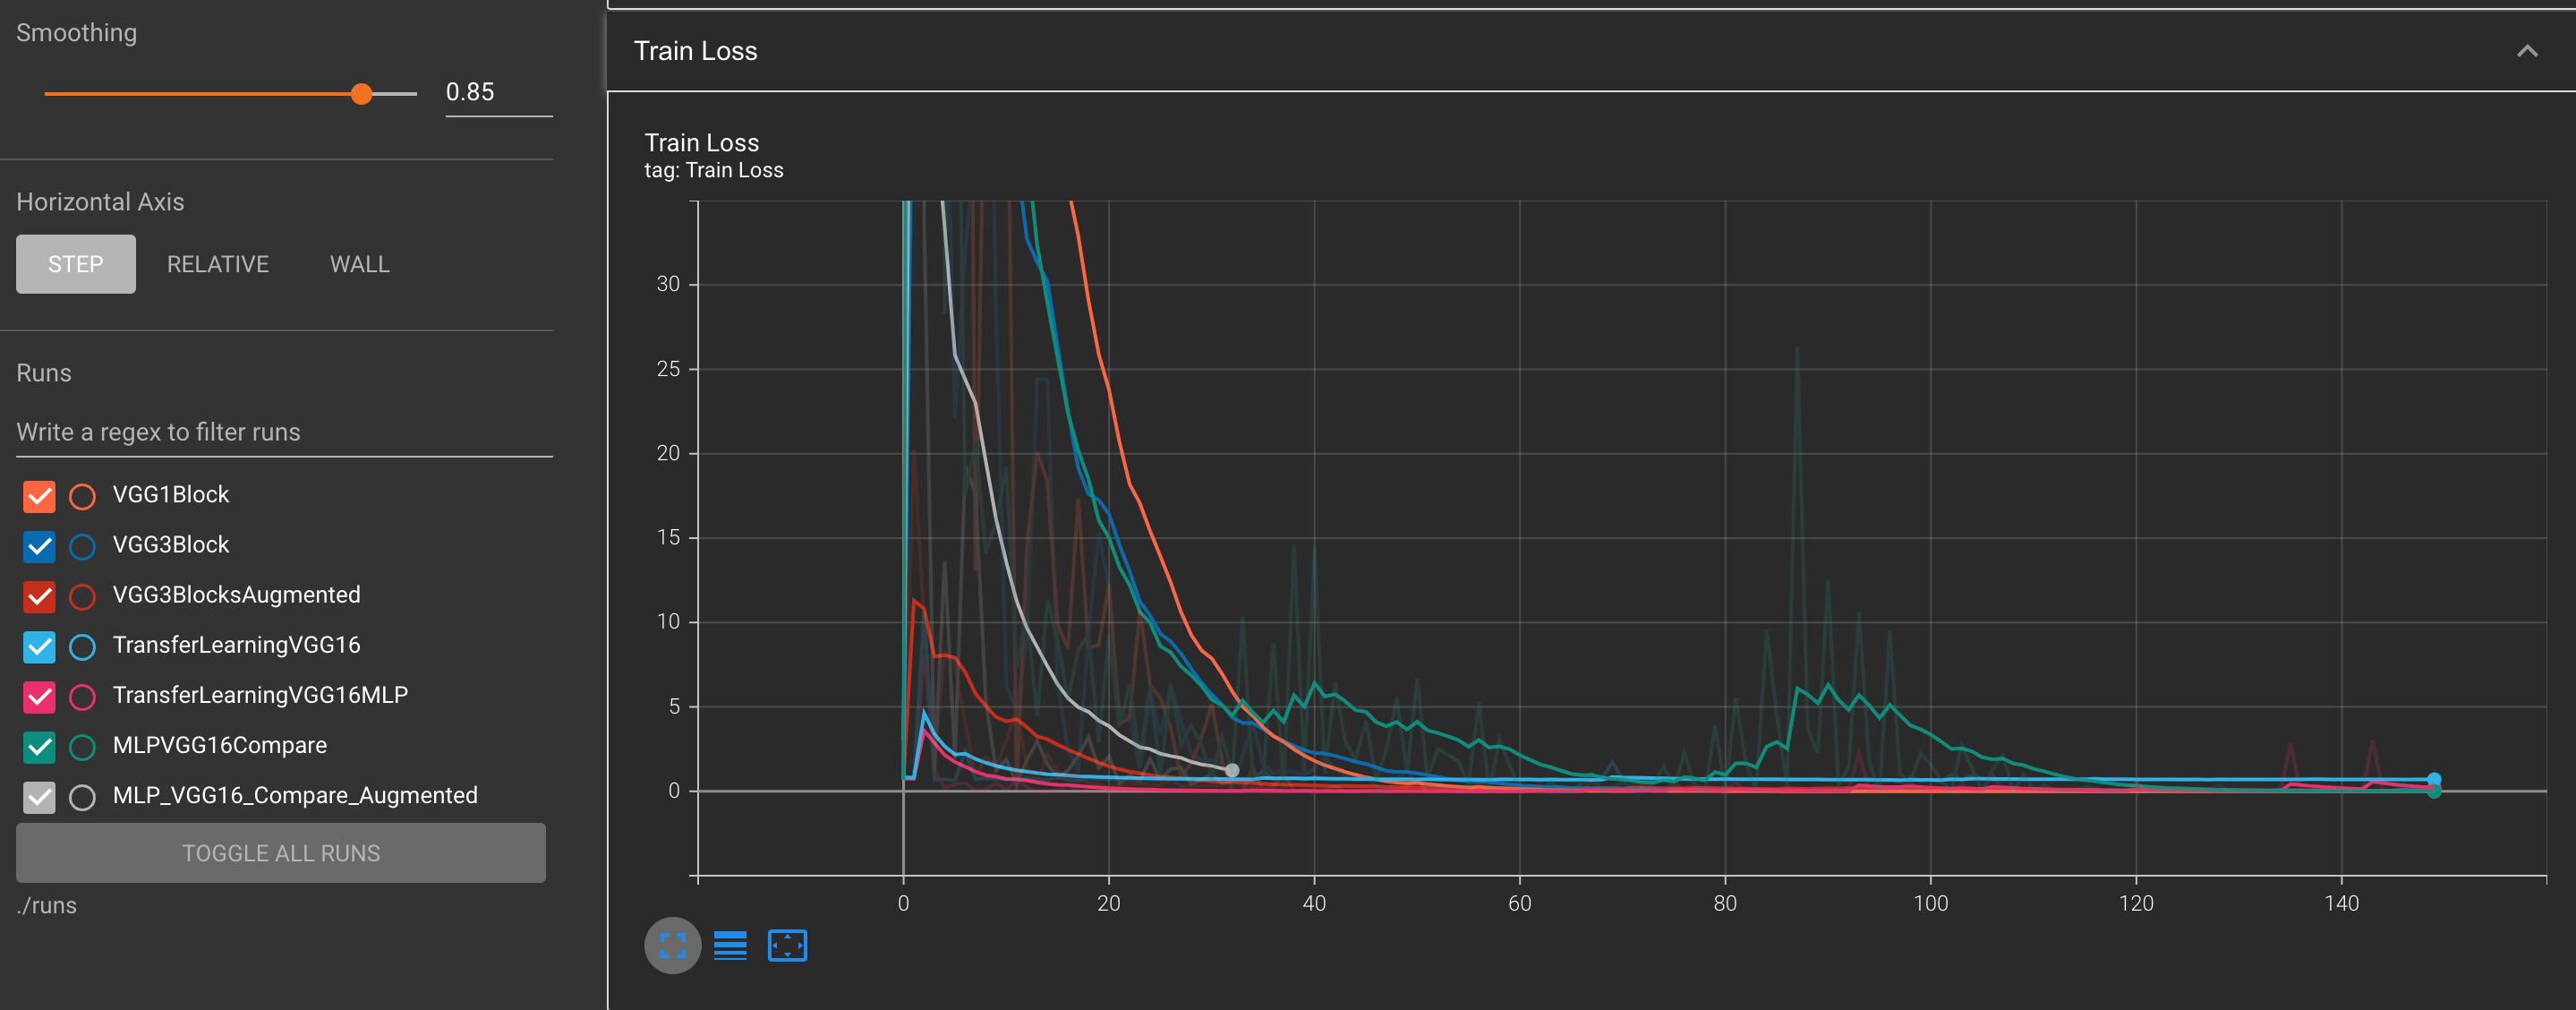 Smoothing
0.85
Horizontal Axis
STEP RELATIVE WALL
Runs
Write a regex to filter runs
VGG1Block
VGG3Block
VGG3BlocksAugmented
TransferLearningVGG16
TransferLearningVGG16MLP
MLPVGG16Compare
MLP_VGG16_Compare_Augmented
TOGGLE ALL RUNS
./runs
Train Loss
Train Loss
tag: Train Loss
30
25
20
15
10
5
0
0 20 40 60 80 100 120 140